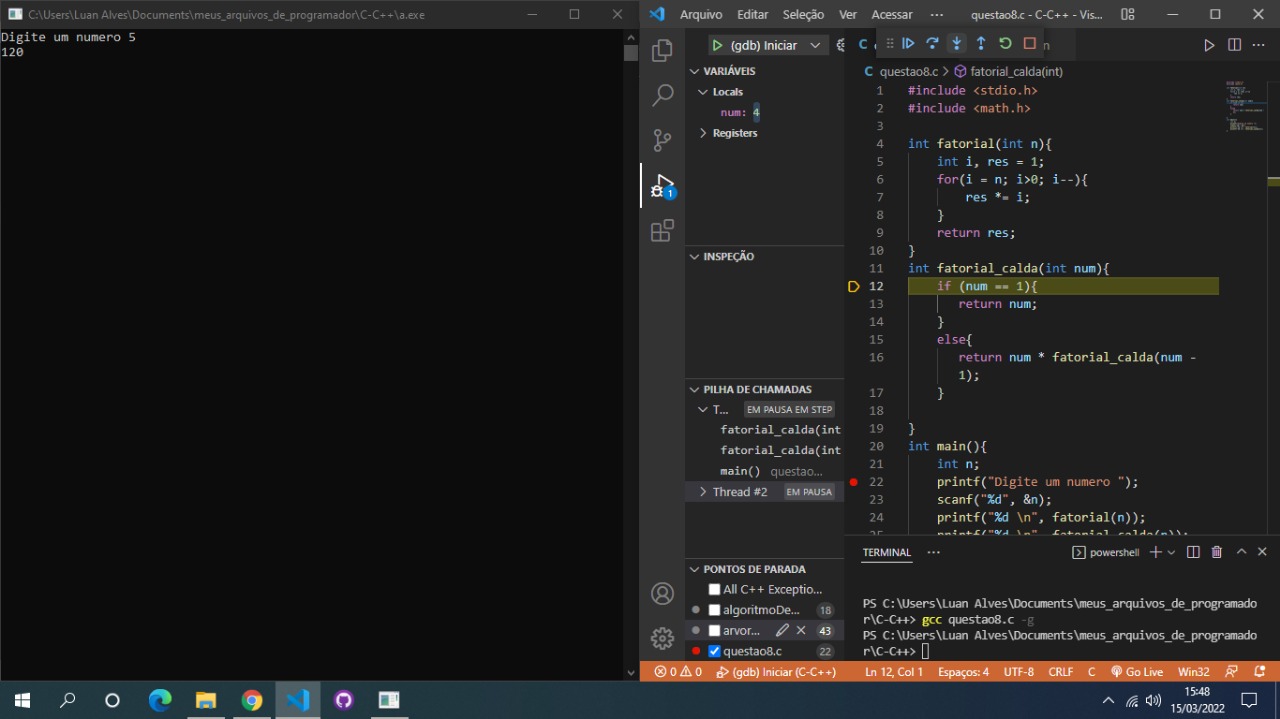 C:\Users\Luan Alves\Documents\meus_arquivos_de_programador\C-C++\a.exe
Digite um numero 5
120
Arquivo Editar Seleção Ver Acessar ··· questao8.c - C-C++ - Vis...
(gdb) Iniciar
VARIÁVEIS
Locals
num: 4
Registers
1
INSPEÇÃO
PILHA DE CHAMADAS
T... EM PAUSA EM STEP
fatorial_calda(int
fatorial_calda(int
main() questao...
Thread #2 EM PAUSA
PONTOS DE PARADA
All C++ Exceptio...
algoritmoDe... 18
arvor... 43
questao8.c 22
questao8.c > fatorial_calda(int)
1 #include <stdio.h>
2 #include <math.h>
3
4 int fatorial(int n){
5 int i, res = 1;
6 for(i = n; i>0; i--){
7 res *= i;
8 }
9 return res;
10 }
11 int fatorial_calda(int num){
12 if (num == 1){
13 return num;
14 }
15 else{
16 return num * fatorial_calda(num -
1);
17 }
18
19 }
20 int main(){
21 int n;
22 printf("Digite um numero ");
23 scanf("%d", &n);
24 printf("%d \n", fatorial(n));
25 printf("%d \n", fatorial_calda(n));
TERMINAL ··· powershell
PS C:\Users\Luan Alves\Documents\meus_arquivos_de_programado
r\C-C++> gcc questao8.c -g
PS C:\Users\Luan Alves\Documents\meus_arquivos_de_programado
r\C-C++>
0 0 (gdb) Iniciar (C-C++) Ln 12, Col 1 Espaços: 4 UTF-8 CRLF C Go Live Win32
15:48
15/03/2022